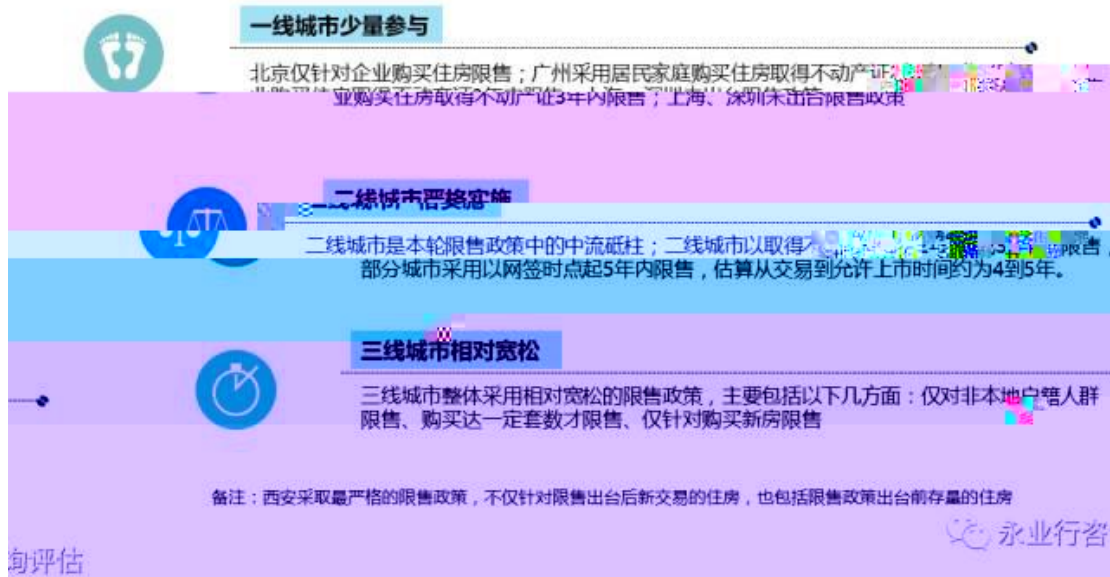 一线城市少量参与
北京仅针对企业购买住房限售；广州采用居民家庭购买住房取得不动产证
业购买住房取得不动产证3年内限售；上海、深圳未出台限售政策
二线城市严格实施
二线城市是本轮限售政策中的中流砥柱；二线城市以取得不 限售，
部分城市采用以网签时点起5年内限售，估算从交易到允许上市时间约为4到5年。
三线城市相对宽松
三线城市整体采用相对宽松的限售政策，主要包括以下几方面：仅对非本地户籍人群
限售、购买达一定套数才限售、仅针对购买新房限售
备注：西安采取最严格的限售政策，不仅针对限售出台后新交易的住房，也包括限售政策出台前存量的住房
永业行咨
询评估